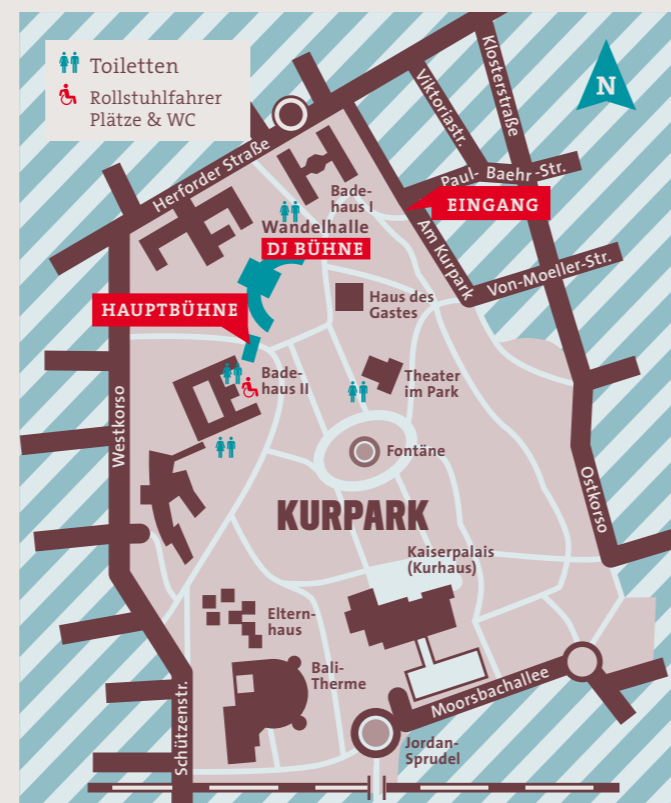 Toiletten
Rollstuhlfahrer
Plätze & WC
N
Klosterstraße
Viktoriastr.
Herforder Straße
Paul- Baehr -Str.
EINGANG
Bade-
haus I
Wandelhalle
DJ BÜHNE
Am Kurpark
Von-Moeller-Str.
HAUPTBÜHNE
Haus des
Gastes
Bade-
haus II
Theater
im Park
Westkorso
Fontäne
Ostkorso
KURPARK
Kaiserpalais
(Kurhaus)
Eltern-
haus
Bali-
Therme
Schützenstr.
Moorsbachallee
Jordan-
Sprudel